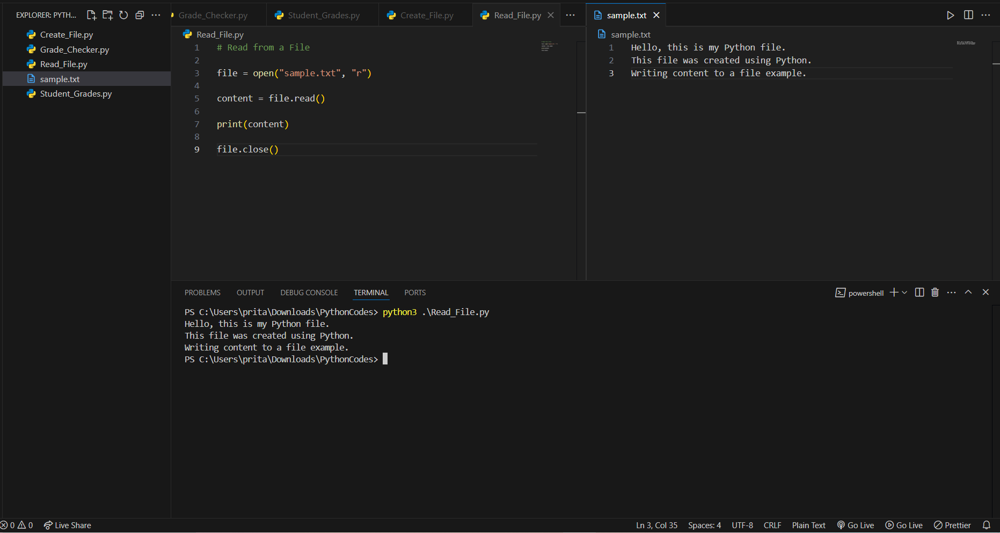 EXPLORER: PYTH...
Create_File.py
Grade_Checker.py
Read_File.py
sample.txt
Student_Grades.py
Grade_Checker.py
Student_Grades.py
Create_File.py
Read_File.py
Read_File.py
1 # Read from a File
2
3 file = open("sample.txt", "r")
4
5 content = file.read()
6
7 print(content)
8
9 file.close()
sample.txt
sample.txt
1 Hello, this is my Python file.
2 This file was created using Python.
3 Writing content to a file example.
PROBLEMS OUTPUT DEBUG CONSOLE TERMINAL PORTS
powershell
PS C:\Users\prita\Downloads\PythonCodes> python3 .\Read_File.py
Hello, this is my Python file.
This file was created using Python.
Writing content to a file example.
PS C:\Users\prita\Downloads\PythonCodes>
0 0 Live Share
Ln 3, Col 35 Spaces: 4 UTF-8 CRLF Plain Text Go Live Go Live Prettier